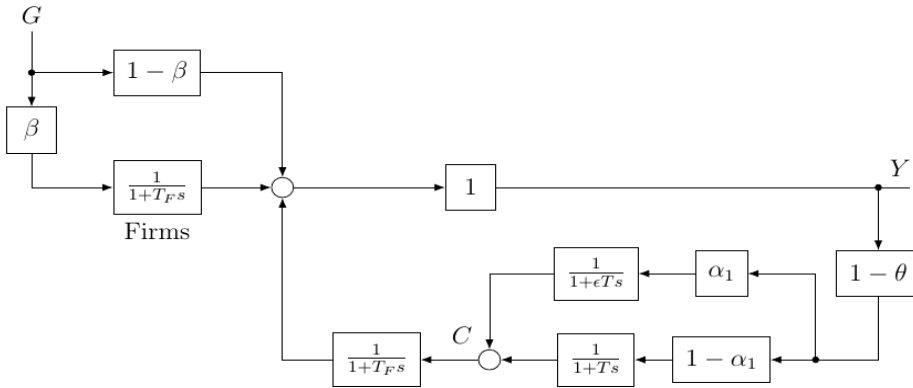 G
1 − β
β
1/(1+T_F s)
Firms
1
Y
1 − θ
1/(1+ϵTs)
α₁
C
1/(1+T_F s)
1/(1+Ts)
1 − α₁